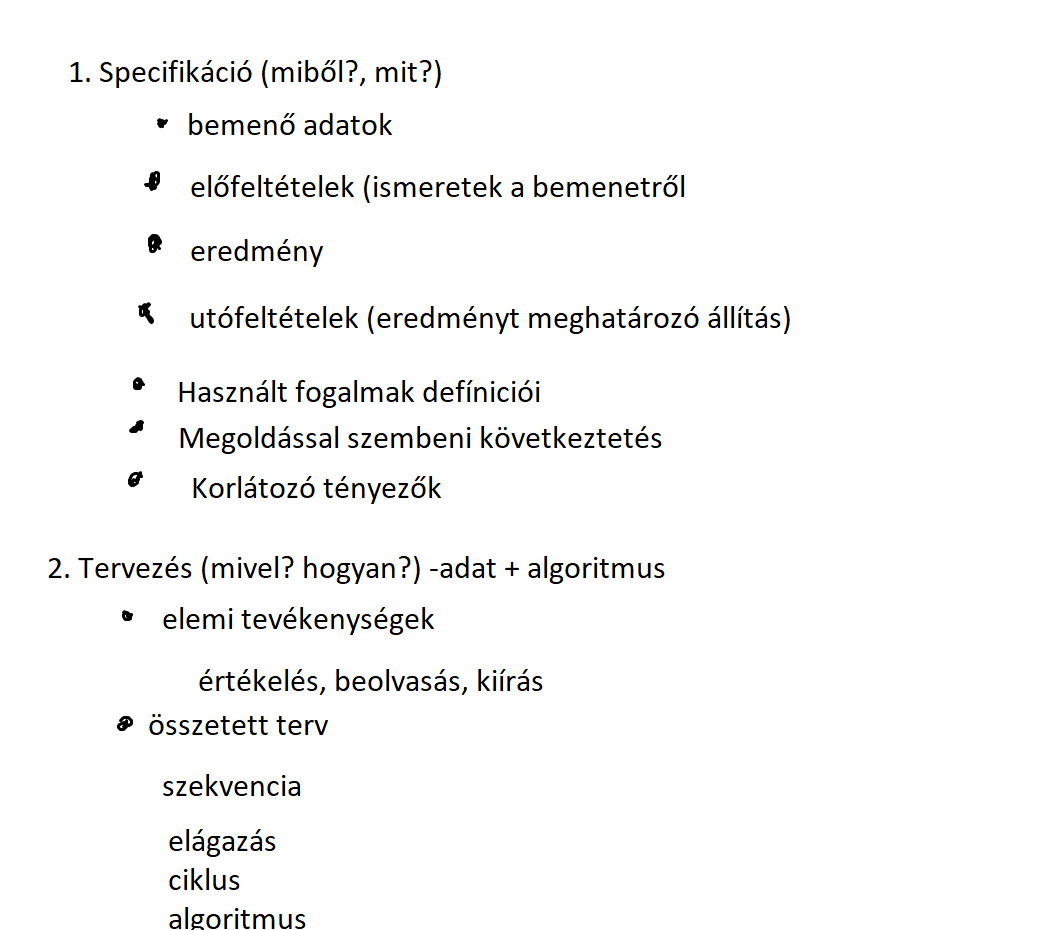 1. Specifikáció (miből?, mit?)
bemenő adatok
előfeltételek (ismeretek a bemenetről
eredmény
utófeltételek (eredményt meghatározó állítás)
Használt fogalmak defíniciói
Megoldással szembeni következtetés
Korlátozó tényezők
2. Tervezés (mivel? hogyan?) -adat + algoritmus
elemi tevékenységek
értékelés, beolvasás, kiírás
összetett terv
szekvencia
elágazás
ciklus
algoritmus